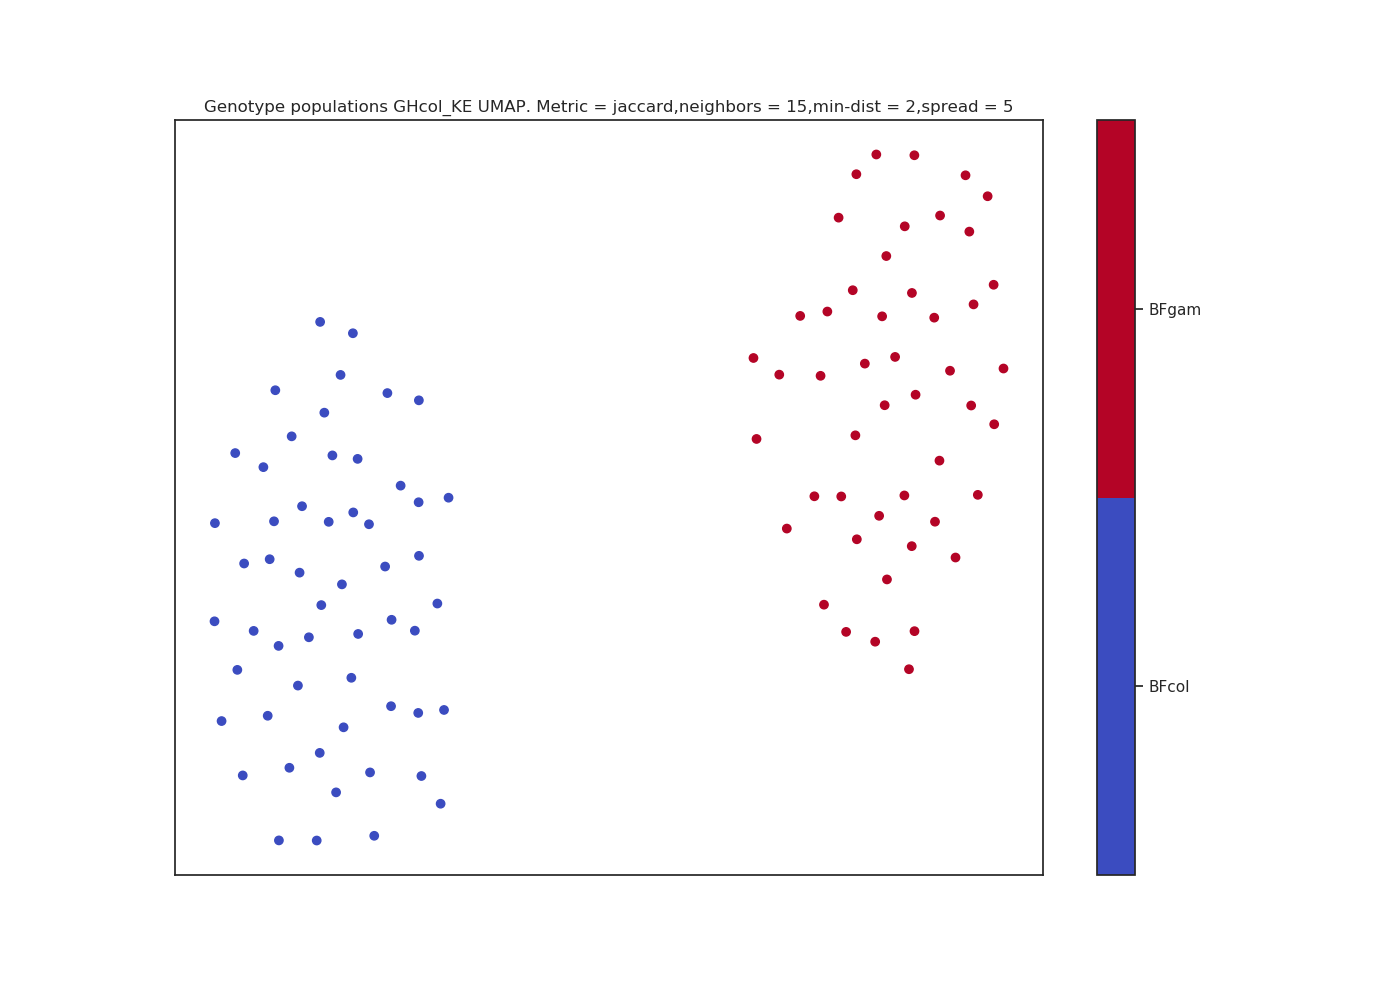 Genotype populations GHcol_KE UMAP. Metric = jaccard,neighbors = 15,min-dist = 2,spread = 5
BFgam
BFcol